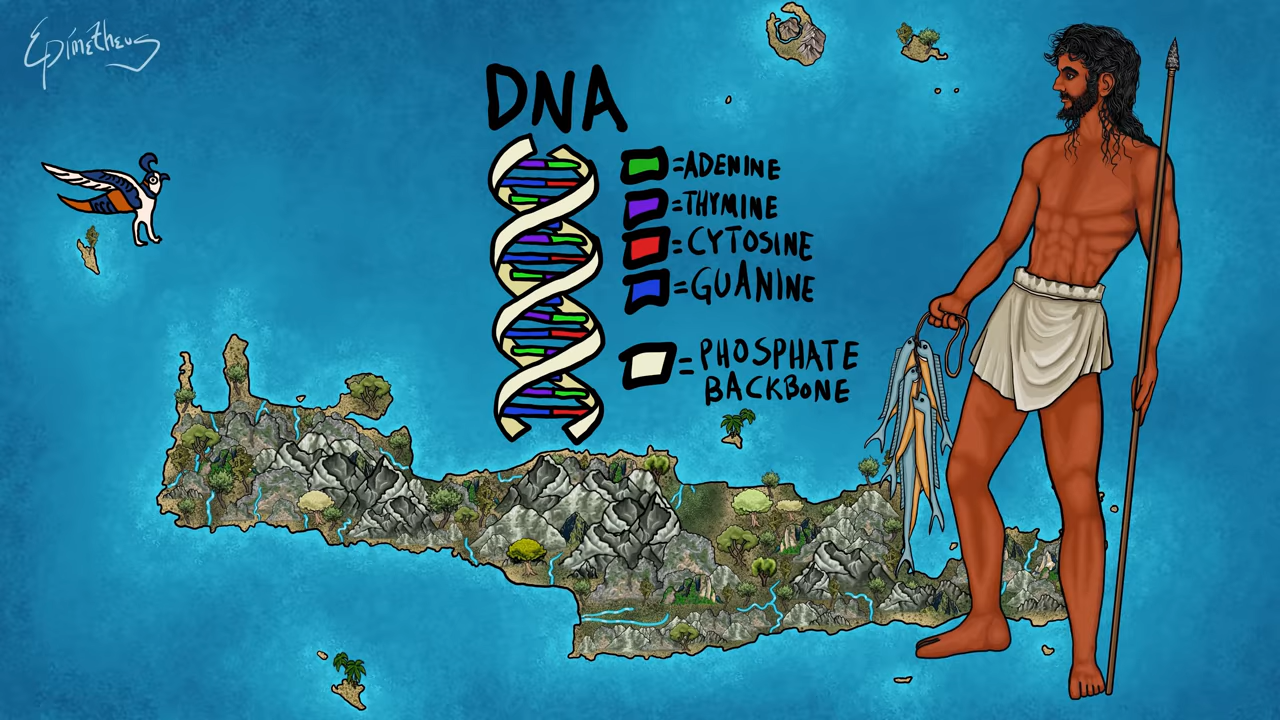 Epimetheus
DNA
=ADENINE
=THYMINE
=CYTOSINE
=GUANINE
=PHOSPHATE
BACKBONE